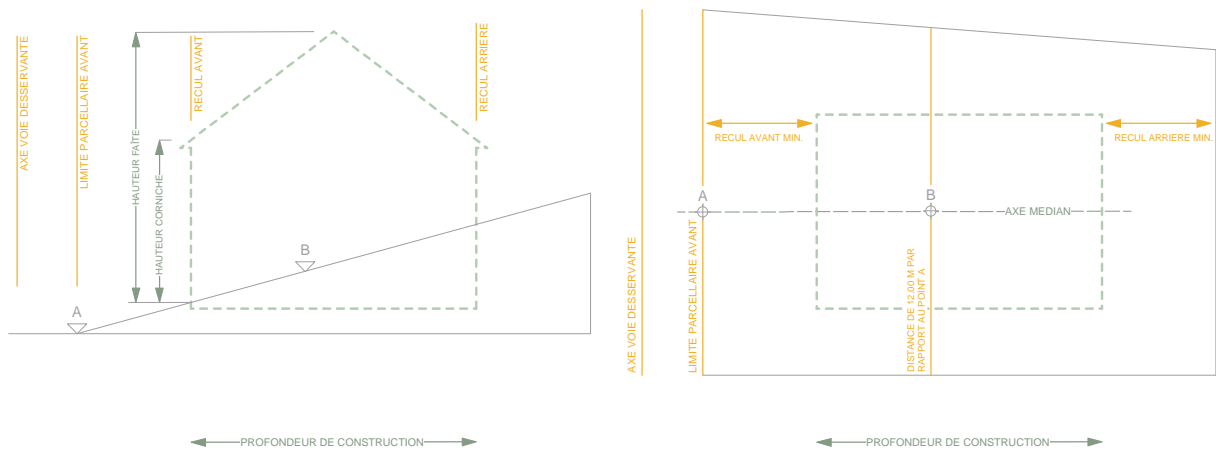 AXE VOIE DESSERVANTE
LIMITE PARCELLAIRE AVANT
HAUTEUR FAÎTE
HAUTEUR CORNICHE
RECUL AVANT
RECUL ARRIERE
A
B
PROFONDEUR DE CONSTRUCTION
AXE VOIE DESSERVANTE
LIMITE PARCELLAIRE AVANT
RECUL AVANT MIN.
RECUL ARRIERE MIN.
A
B
AXE MEDIAN
DISTANCE DE 12.00 M PAR
RAPPORT AU POINT A
PROFONDEUR DE CONSTRUCTION